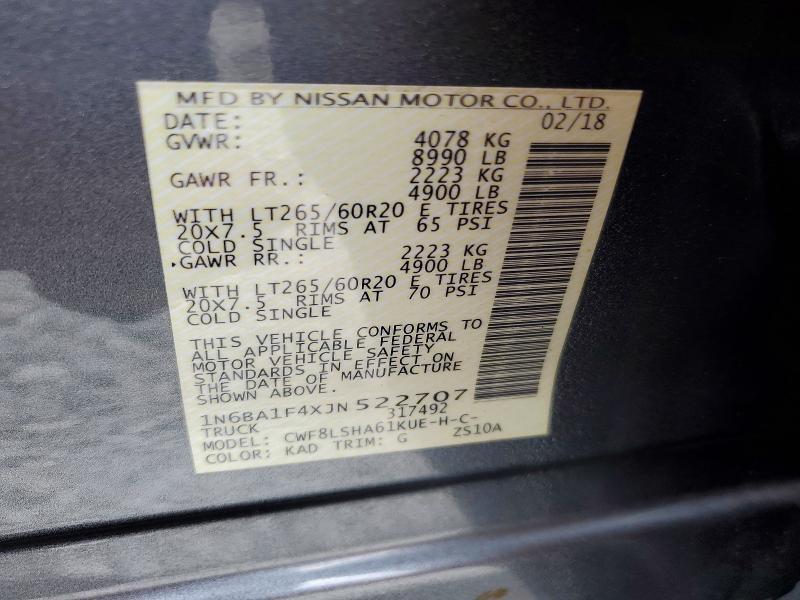 MFD BY NISSAN MOTOR CO., LTD.
DATE: 02/18
GVWR: 4078 KG
8990 LB
GAWR FR.: 2223 KG
4900 LB
WITH LT265/60R20 E TIRES
20X7.5 RIMS AT 65 PSI
COLD SINGLE
GAWR RR.: 2223 KG
4900 LB
WITH LT265/60R20 E TIRES
20X7.5 RIMS AT 70 PSI
COLD SINGLE
THIS VEHICLE CONFORMS TO
ALL APPLICABLE FEDERAL
MOTOR VEHICLE SAFETY
STANDARDS IN EFFECT ON
THE DATE OF MANUFACTURE
SHOWN ABOVE.
1N6BA1F4XJN522707
TRUCK 317492
MODEL: CWF8LSHA61KUE-H-C-
COLOR: KAD TRIM: G ZS10A